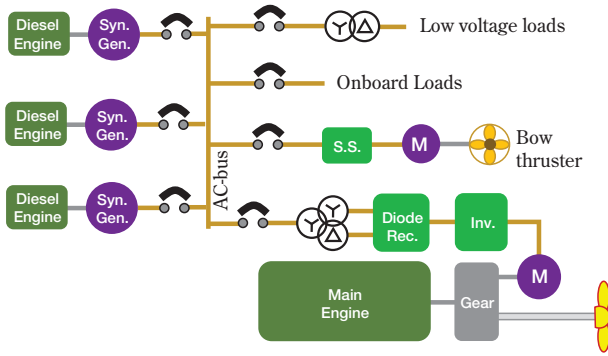 Diesel
Engine
Syn.
Gen.
Low voltage loads
Onboard Loads
Diesel
Engine
Syn.
Gen.
S.S.
M
Bow
thruster
AC-bus
Diesel
Engine
Syn.
Gen.
Diode
Rec.
Inv.
M
Main
Engine
Gear